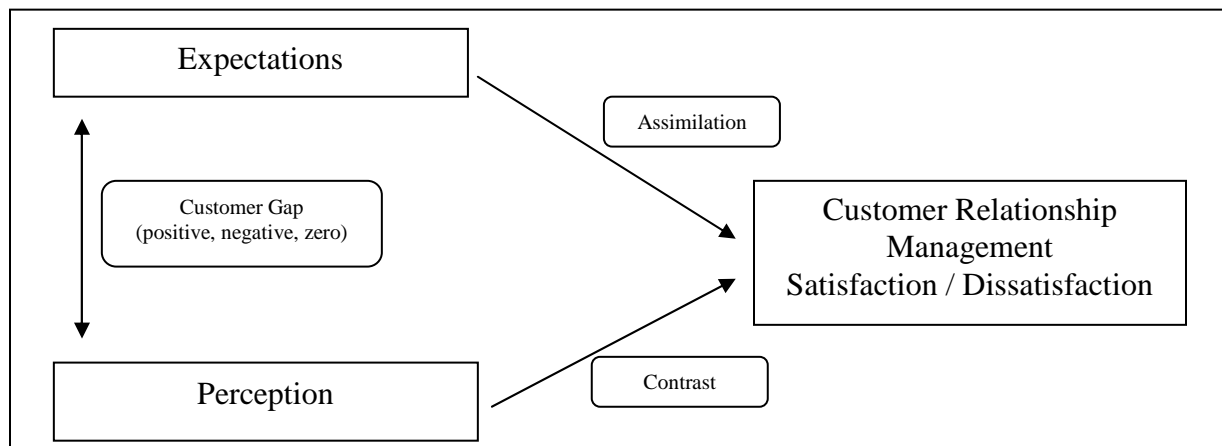 Expectations
Assimilation
Customer Gap
(positive, negative, zero)
Customer Relationship
Management
Satisfaction / Dissatisfaction
Perception
Contrast